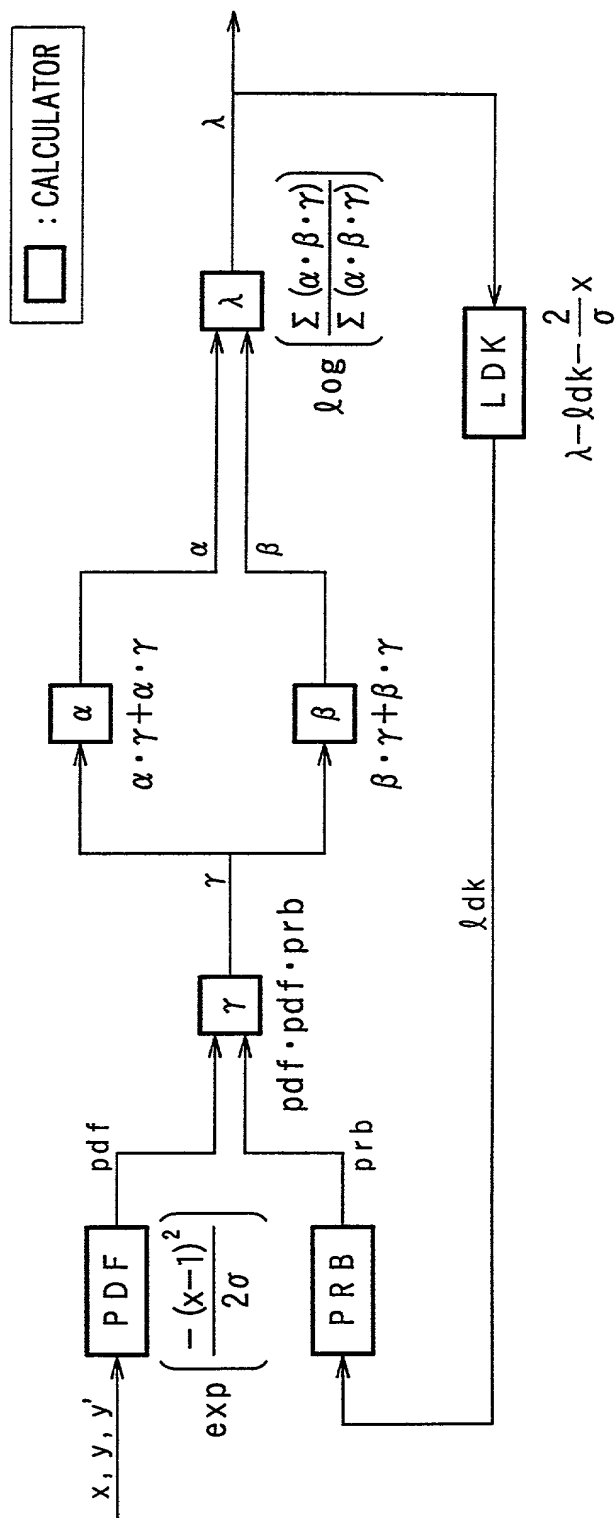 : CALCULATOR
x, y, y'
PDF
exp ( -(x-1)² / 2σ )
pdf
PRB
prb
γ
pdf·pdf·prb
γ
α
α·γ+α·γ
β
β·γ+β·γ
α
β
λ
ℓog ( Σ (α·β·γ) / Σ (α·β·γ) )
λ
LDK
λ-ℓdk-2/σ x
ℓdk